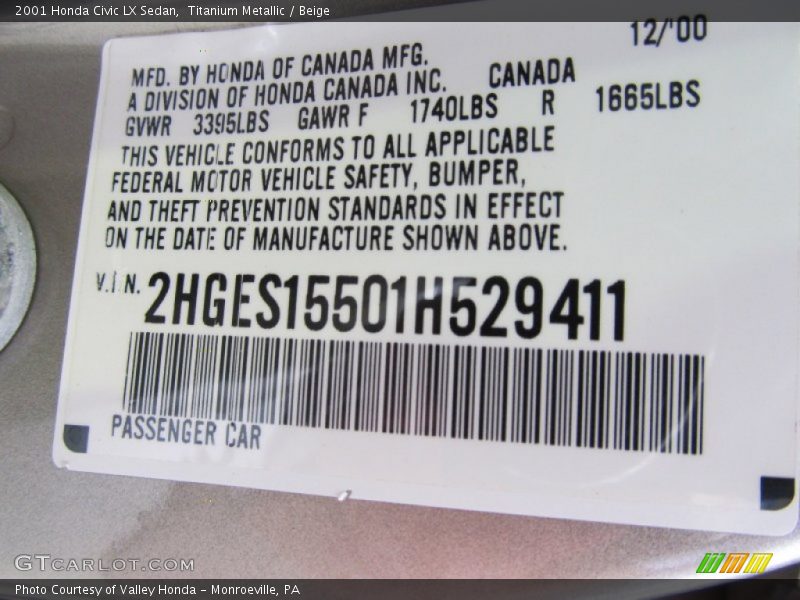 2001 Honda Civic LX Sedan,  Titanium Metallic / Beige
12/'00
MFD. BY HONDA OF CANADA MFG.
A DIVISION OF HONDA CANADA INC. CANADA
GVWR 3395LBS GAWR F 1740LBS R 1665LBS
THIS VEHICLE CONFORMS TO ALL APPLICABLE
FEDERAL MOTOR VEHICLE SAFETY, BUMPER,
AND THEFT PREVENTION STANDARDS IN EFFECT
ON THE DATE OF MANUFACTURE SHOWN ABOVE.
V.I.N. 2HGES15501H529411
PASSENGER CAR
GTCARLOT.COM
Photo Courtesy of Valley Honda – Monroeville, PA